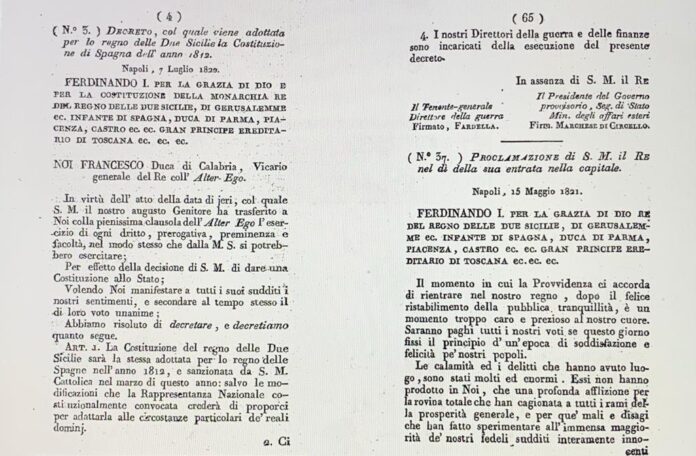 ( 4 )
( N.º 3. ) DECRETO, col quale viene adottata
per lo regno delle Due Sicilie la Costituzio-
ne di Spagna dell' anno 1812.
Napoli, 7 Luglio 1820.
FERDINANDO I. PER LA GRAZIA DI DIO E
PER LA COSTITUZIONE DELLA MONARCHIA RE
DEL REGNO DELLE DUE SICILIE, DI GERUSALEMME
EC. INFANTE DI SPAGNA, DUCA DI PARMA, PIA-
CENZA, CASTRO EC. EC. GRAN PRINCIPE EREDITA-
RIO DI TOSCANA EC. EC. EC.
NOI FRANCESCO Duca di Calabria, Vicario
generale del Re coll' Alter Ego.
In virtù dell' atto della data di jeri, col quale
S. M. il nostro augusto Genitore ha trasferito a
Noi colla pienissima clausola dell' Alter Ego l'eser-
cizio di ogni dritto, prerogativa, preminenza e
facoltà, nel modo stesso che dalla M. S. si potreb-
bero esercitare;
Per effetto della decisione di S. M. di dare una
Costituzione allo Stato;
Volendo Noi manifestare a tutti i suoi sudditi i
nostri sentimenti, e secondare al tempo stesso il
di loro voto unanime;
Abbiamo risoluto di decretare, e decretiamo
quanto segue.
ART. 1. La Costituzione del regno delle Due
Sicilie sarà la stessa adottata per lo regno delle
Spagne nell'anno 1812, e sanzionata da S. M.
Cattolica nel marzo di questo anno: salvo le mo-
dificazioni che la Rappresentanza Nazionale co-
stituzionalmente convocata crederà di proporci
per adattarla alle circostanze particolari de' reali
dominj.
2. Ci
( 65 )
4. I nostri Direttori della guerra e delle finanze
sono incaricati della esecuzione del presente
decreto.
In assenza di S. M. il RE
Il Presidente del Governo
Il Tenente-generale provvisorio, Seg. di Stato
Direttore della guerra Min. degli affari esteri
Firmato, FARDELLA. Firm. MARCHESE DI CIRCELLO.
( N.º 37. ) PROCLAMAZIONE di S. M. il RE
nel dì della sua entrata nella capitale.
Napoli, 15 Maggio 1821.
FERDINANDO I. PER LA GRAZIA DI DIO RE
DEL REGNO DELLE DUE SICILIE, DI GERUSALEM-
ME EC. INFANTE DI SPAGNA, DUCA DI PARMA,
PIACENZA, CASTRO EC. EC. GRAN PRINCIPE ERE-
DITARIO DI TOSCANA EC. EC. EC.
Il momento in cui la Provvidenza ci accorda
di rientrare nel nostro regno, dopo il felice
ristabilimento della pubblica tranquillità, è un
momento troppo caro e prezioso al nostro cuore.
Saranno paghi tutti i nostri voti se questo giorno
fissi il principio d'un'epoca di soddisfazione e
felicità pe' nostri popoli.
Le calamità ed i delitti che hanno avuto luo-
go, sono stati molti ed enormi. Essi non hanno
prodotto in Noi, che una profonda afflizione per
la rovina totale che han cagionata a tutti i rami del-
la prosperità generale, e per que' mali e disagi
che han fatto sperimentare all'immensa maggio-
rità de' nostri fedeli sudditi interamente inno-
centi